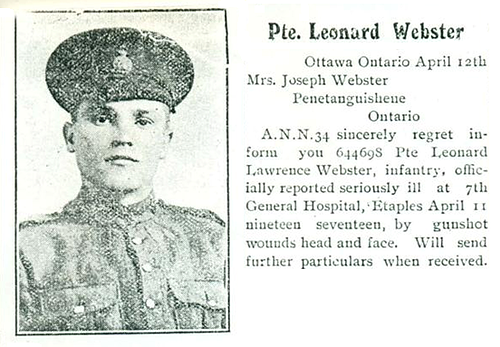 Pte. Leonard Webster
Ottawa Ontario April 12th
Mrs. Joseph Webster
Penetanguishene
Ontario
A.N.N.34 sincerely regret in-
form you 644698 Pte Leonard
Lawrence Webster, infantry, offic-
ially reported seriously ill at 7th
General Hospital, Etaples April 11
nineteen seventeen, by gunshot
wounds head and face. Will send
further particulars when received.